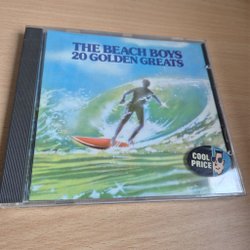 THE BEACH BOYS
20 GOLDEN GREATS
COOL
PRICE